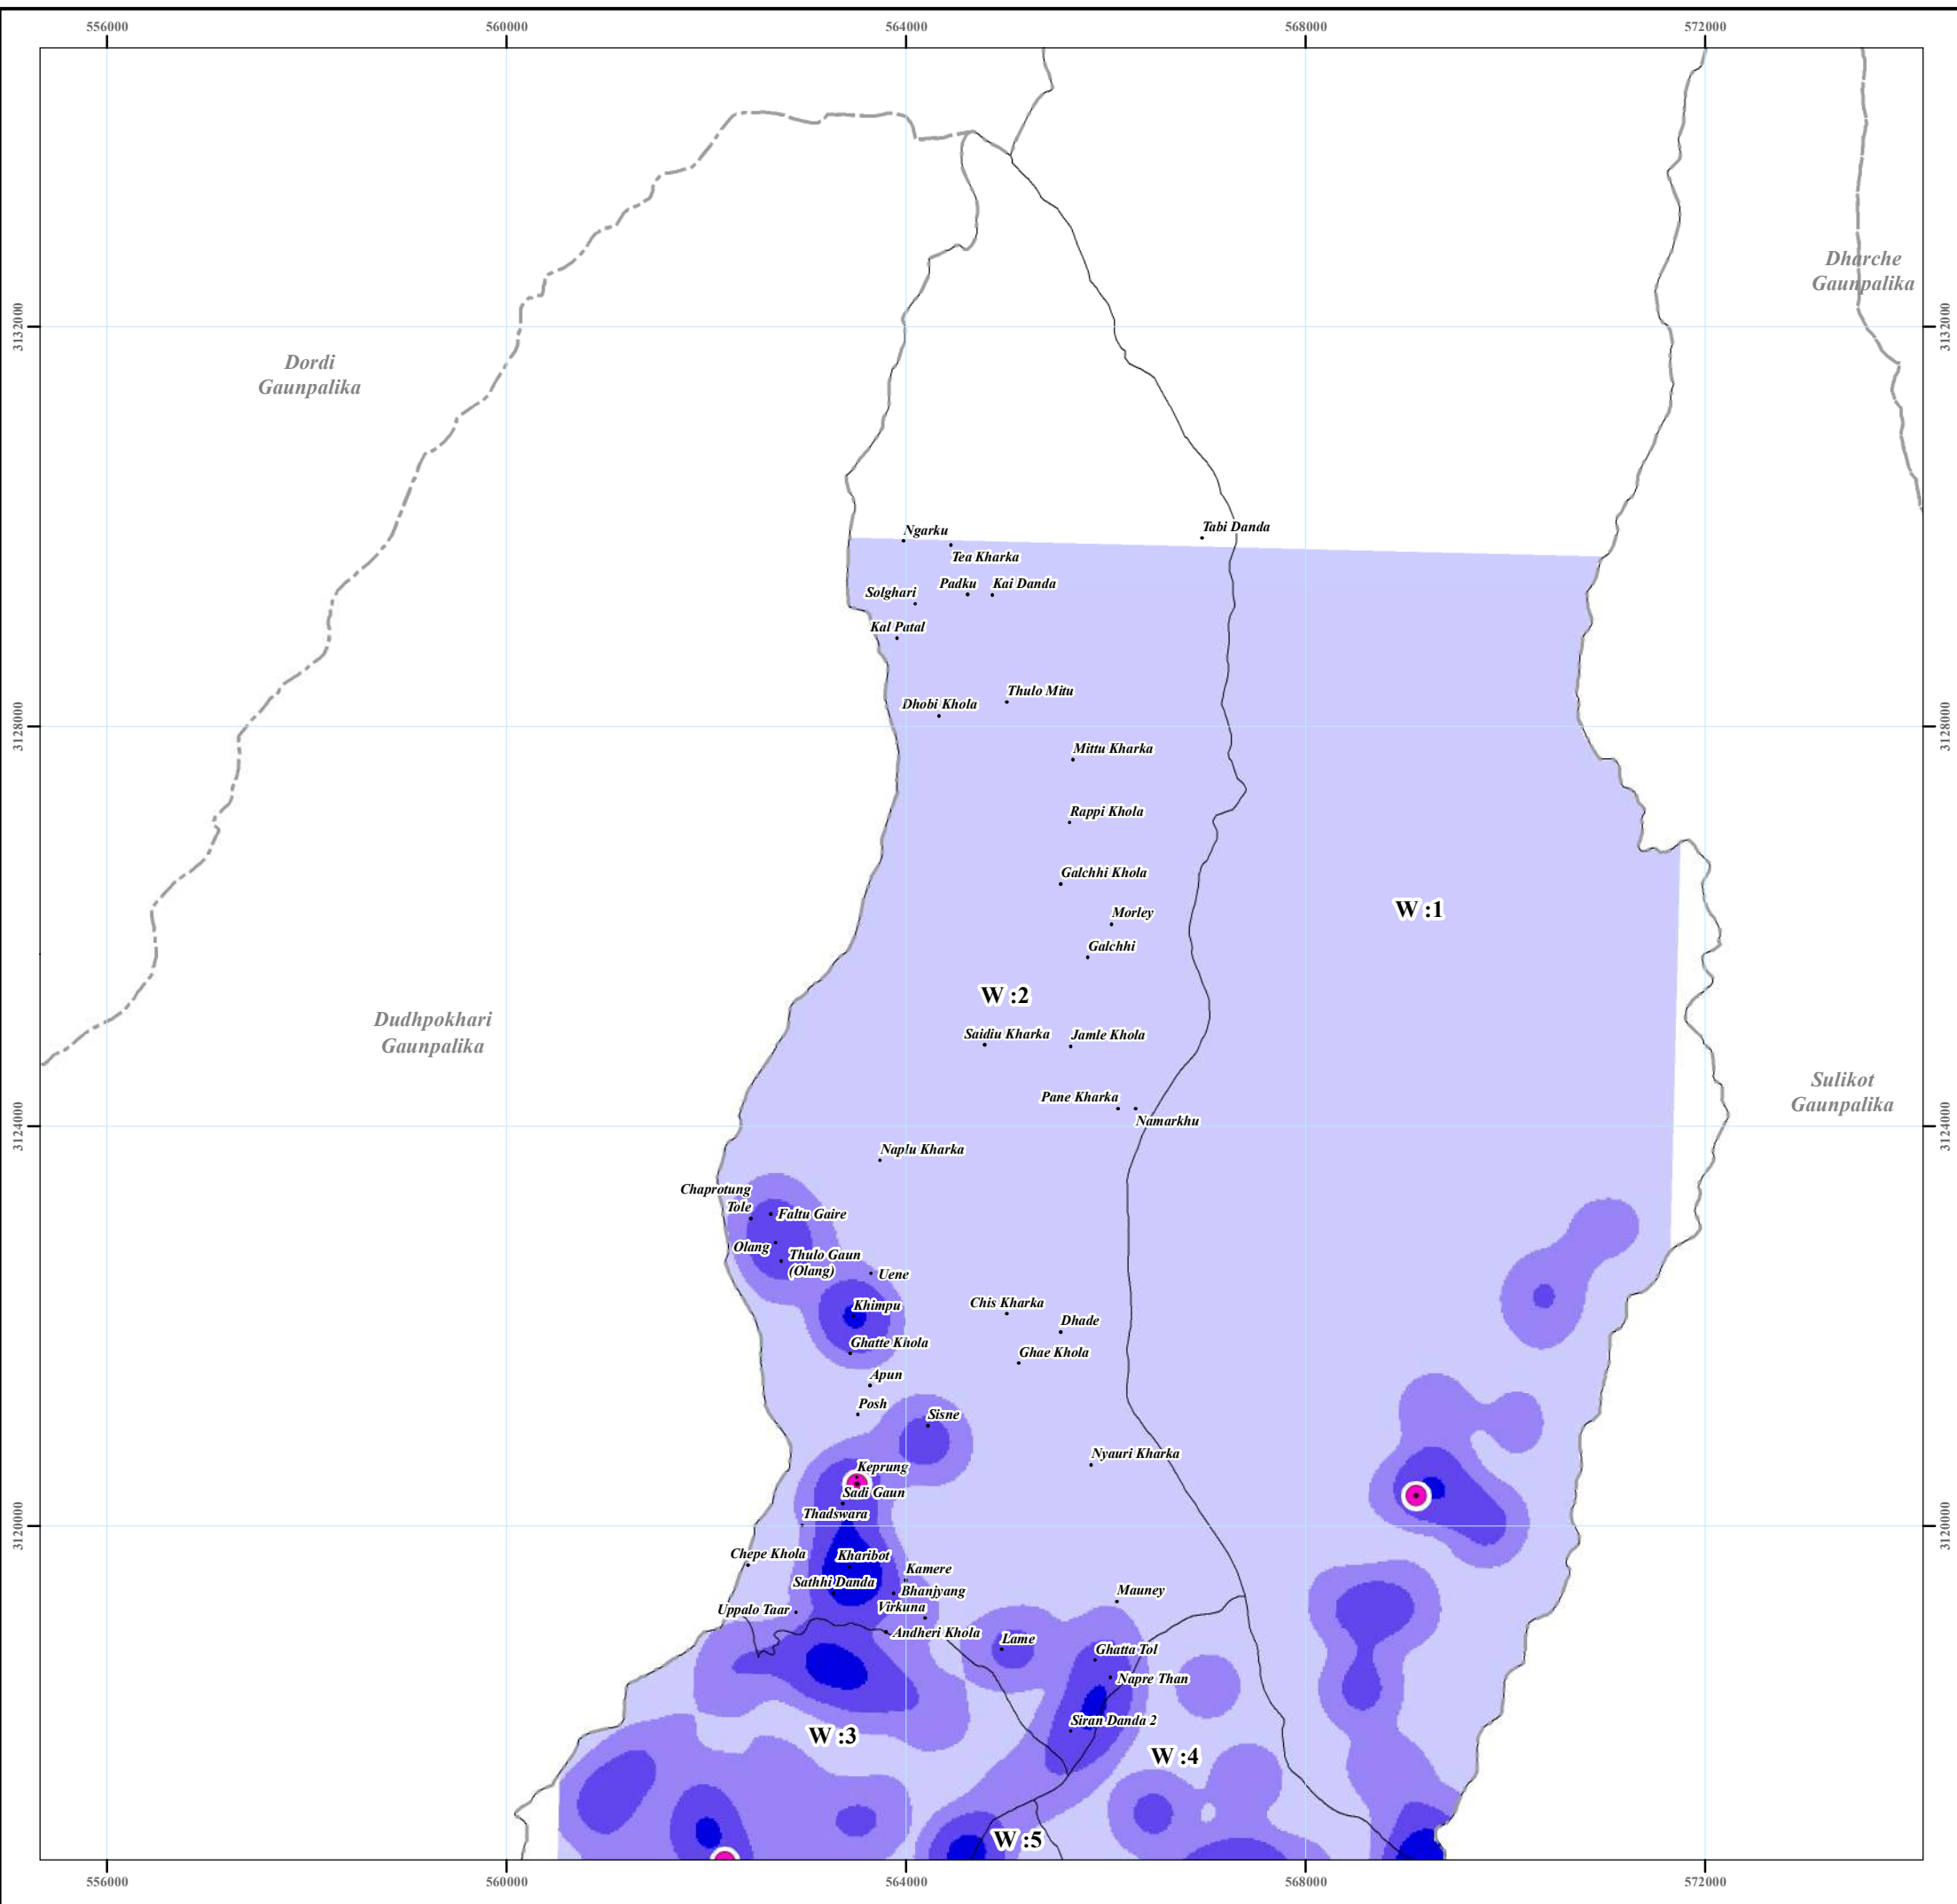 556000
560000
564000
568000
572000
Dharche
Gaunpalika
3132000
3132000
Dordi
Gaunpalika
Ngarku
Tabi Danda
Tea Kharka
Padku
Kai Danda
Solghari
Kal Patal
Thulo Mitu
Dhobi Khola
3128000
3128000
Mittu Kharka
Rappi Khola
Galchhi Khola
W :1
Morley
Galchhi
W :2
Dudhpokhari
Gaunpalika
Saidiu Kharka
Jamle Khola
Sulikot
Gaunpalika
Pane Kharka
Namarkhu
3124000
3124000
Naplu Kharka
Chaprotung
Tole
Faltu Gaire
Olang
Thulo Gaun
(Olang)
Uene
Khimpu
Chis Kharka
Dhade
Ghatte Khola
Ghae Khola
Apun
Posh
Sisne
Nyauri Kharka
Keprung
Sadi Gaun
Thadswara
3120000
3120000
Chepe Khola
Kharibot
Kamere
Sathhi Danda
Bhanjyang
Mauney
Uppalo Taar
Virkuna
Andheri Khola
Lame
Ghatta Tol
Napre Than
Siran Danda 2
W :3
W :4
W :5
556000
560000
564000
568000
572000